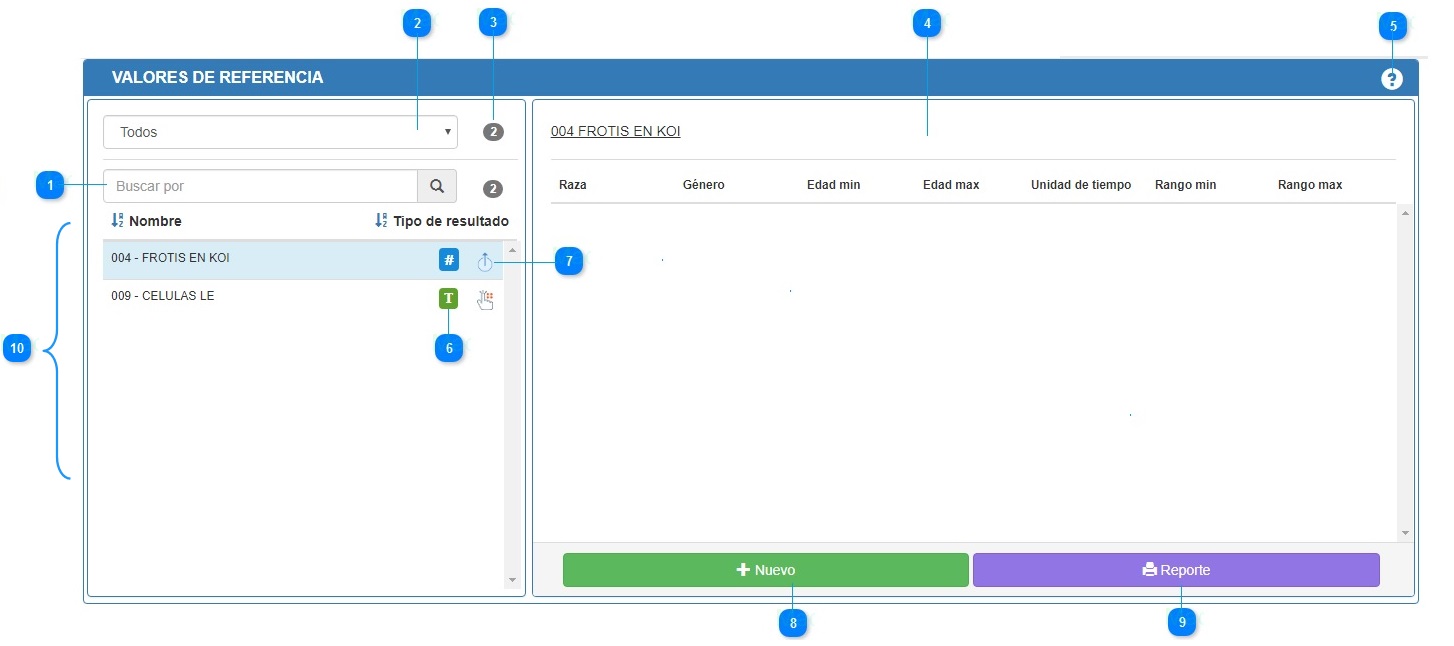 2
3
4
5
VALORES DE REFERENCIA
?
Todos
2
004 FROTIS EN KOI
1
Buscar por
2
Raza Género Edad min Edad max Unidad de tiempo Rango min Rango max
Nombre Tipo de resultado
004 - FROTIS EN KOI #
7
009 - CELULAS LE T
10
6
+ Nuevo
Reporte
8
9